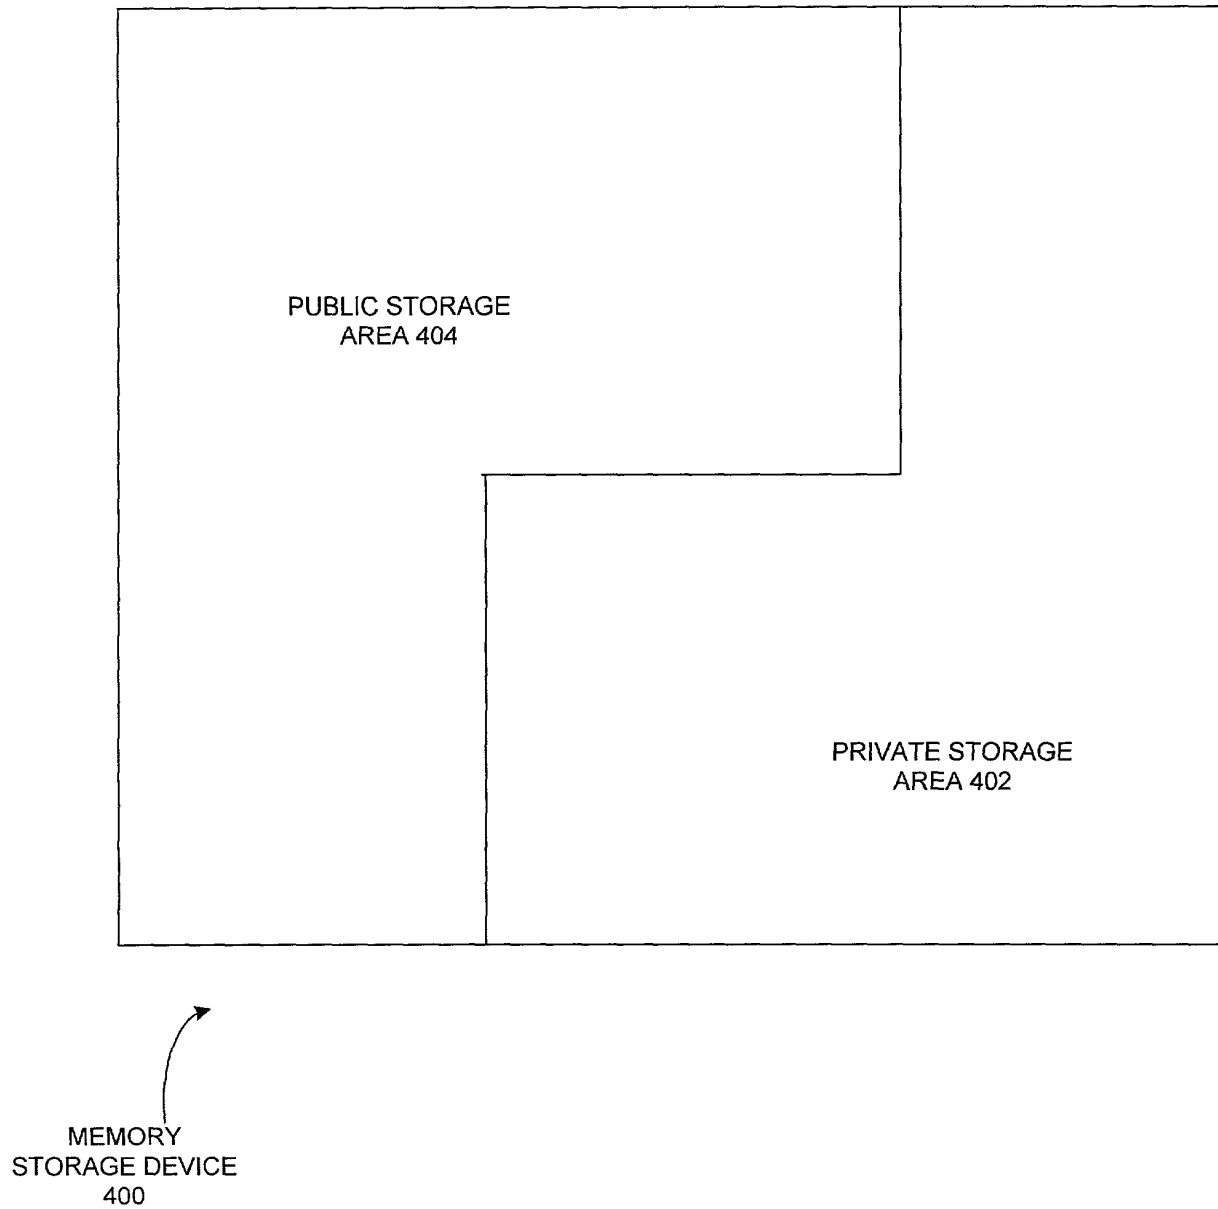 PUBLIC STORAGE
AREA 404
PRIVATE STORAGE
AREA 402
MEMORY
STORAGE DEVICE
400